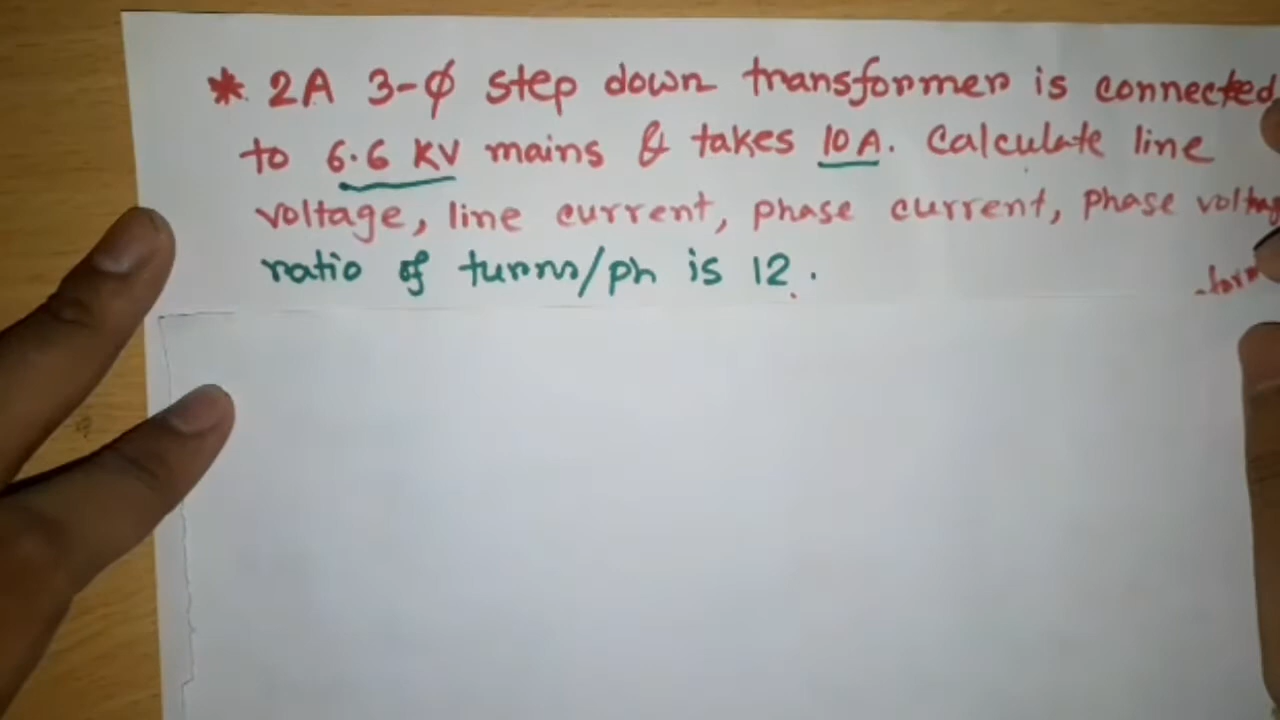 * 2A 3-ϕ step down transformer is connected
to 6.6 KV mains & takes 10 A. Calculate line
voltage, line current, phase current, phase
ratio of turns/ph is 12.